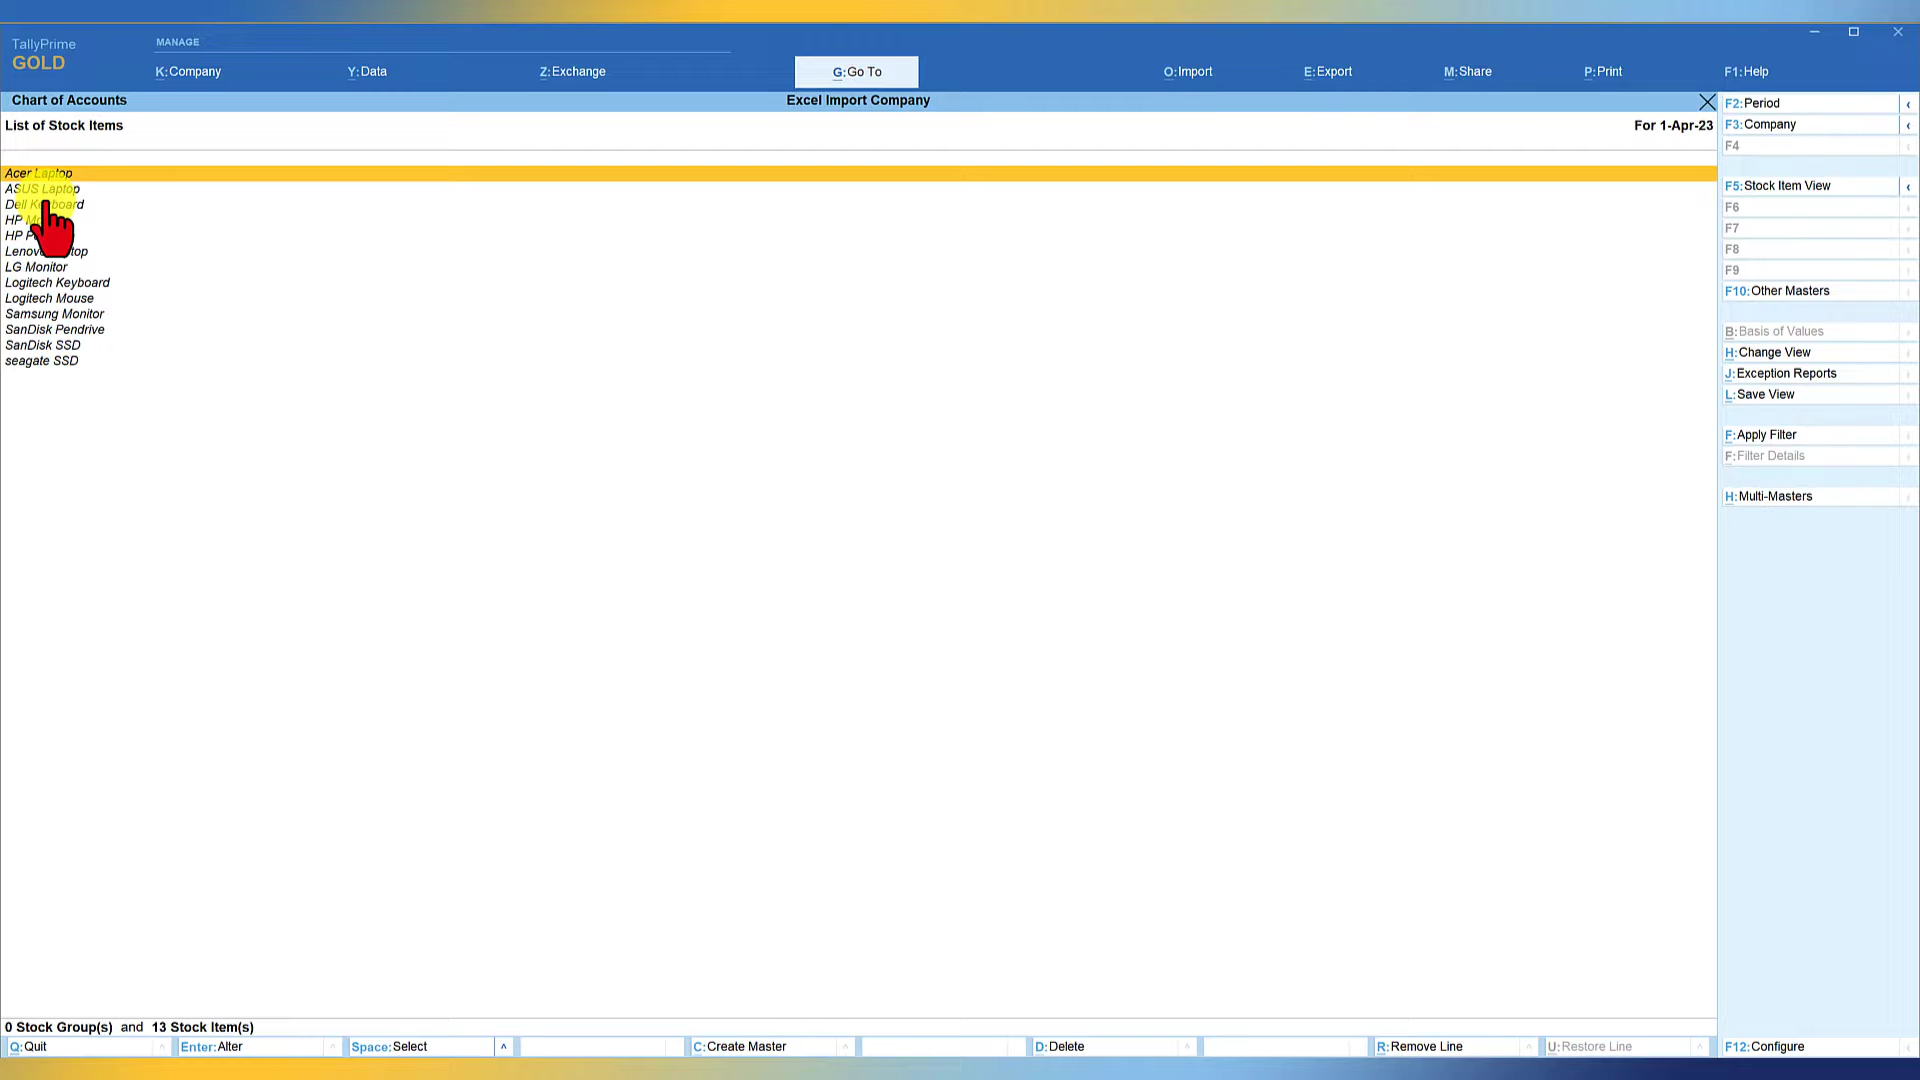 TallyPrime
GOLD
MANAGE
K:Company
Y:Data
Z:Exchange
G:Go To
O:Import
E:Export
M:Share
P:Print
F1:Help
Chart of Accounts
Excel Import Company
List of Stock Items
For 1-Apr-23
Acer Laptop
ASUS Laptop
Dell Keyboard
HP
HP
LG Monitor
Logitech Keyboard
Logitech Mouse
Samsung Monitor
SanDisk Pendrive
SanDisk SSD
seagate SSD
F2:Period
F3:Company
F4
F5:Stock Item View
F6
F7
F8
F9
F10:Other Masters
B:Basis of Values
H:Change View
J:Exception Reports
L:Save View
F:Apply Filter
F:Filter Details
H:Multi-Masters
0 Stock Group(s) and 13 Stock Item(s)
Q:Quit
Enter:Alter
Space:Select
C:Create Master
D:Delete
R:Remove Line
U:Restore Line
F12:Configure